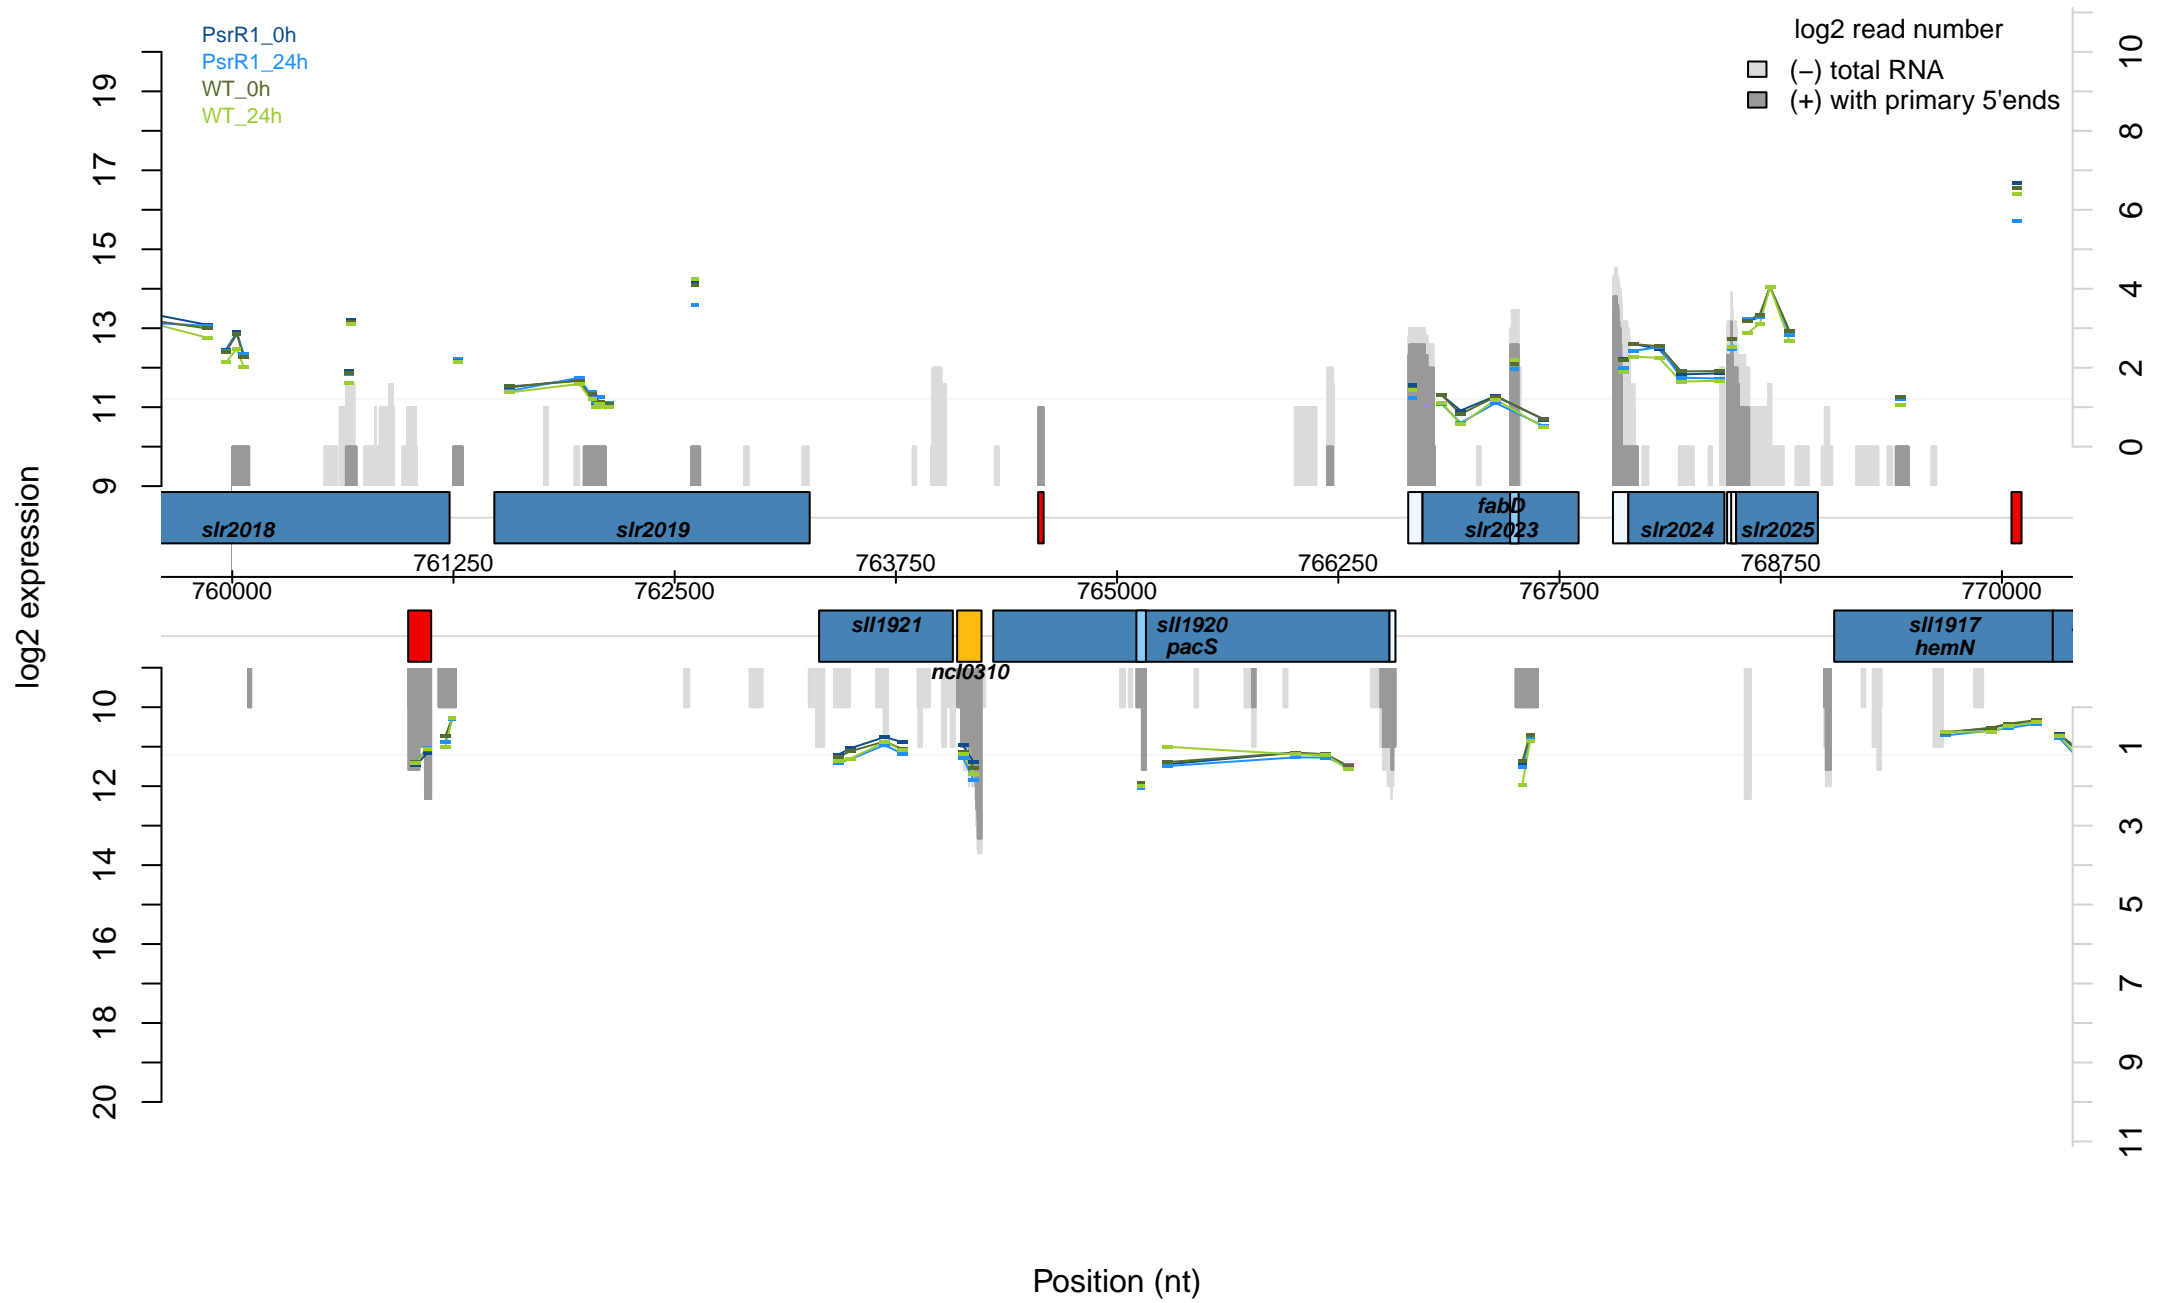 PsrR1_0h
PsrR1_24h
WT_0h
WT_24h
log2 read number
(−) total RNA
(+) with primary 5'ends
19
17
15
13
11
9
10
8
6
4
2
0
log2 expression
slr2018
slr2019
fabD
slr2023
slr2024
slr2025
761250
763750
766250
768750
760000
762500
765000
767500
770000
sll1921
sll1920
pacS
sll1917
hemN
ncl0310
10
12
14
16
18
20
1
3
5
7
9
11
Position (nt)